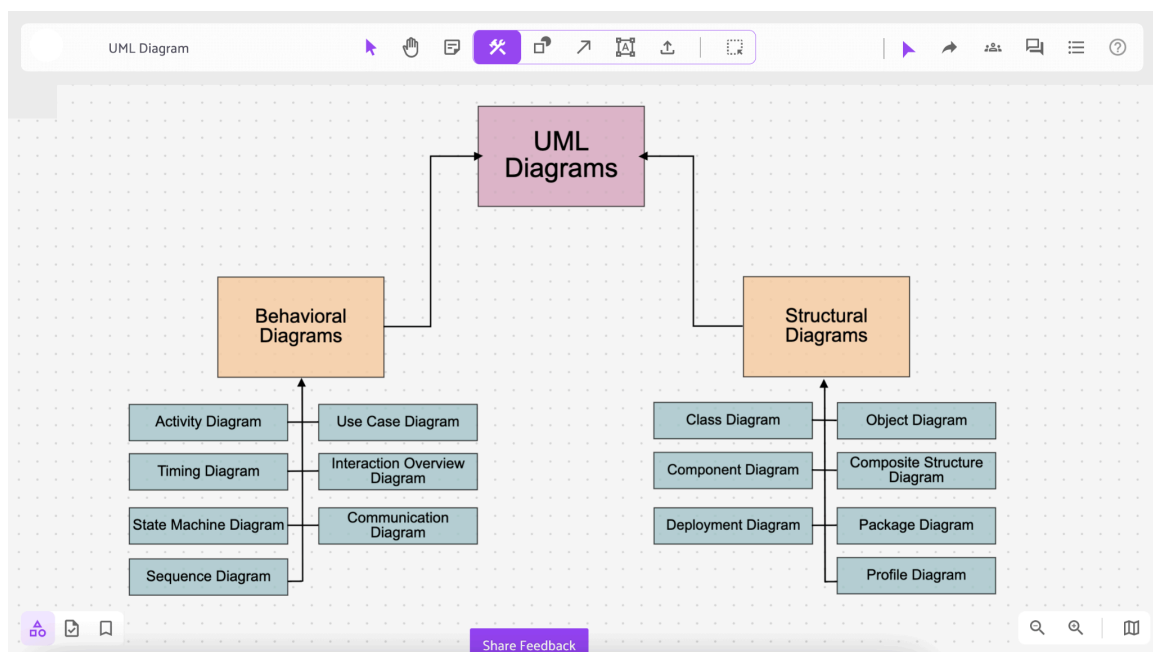 UML Diagram
A
?
UML
Diagrams
Behavioral
Diagrams
Structural
Diagrams
Activity Diagram
Use Case Diagram
Timing Diagram
Interaction Overview
Diagram
State Machine Diagram
Communication
Diagram
Sequence Diagram
Class Diagram
Object Diagram
Component Diagram
Composite Structure
Diagram
Deployment Diagram
Package Diagram
Profile Diagram
Share Feedback